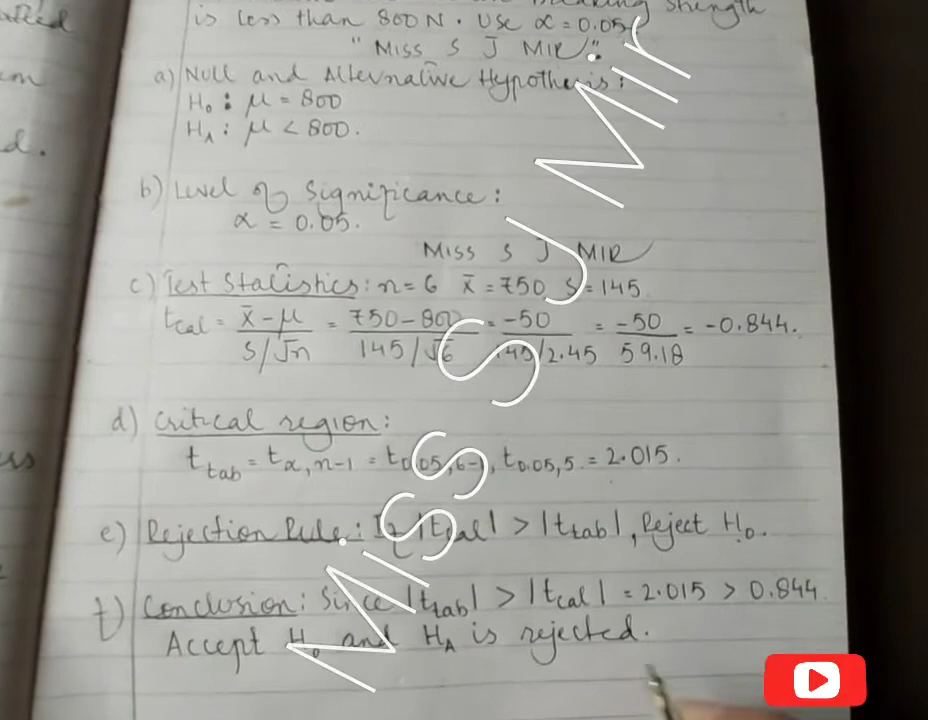 Breaking strength
is less than 800 N. Use α = 0.05
"Miss S J MIR".
a) Null and Alternative Hypothesis:
H₀: μ = 800
H_A: μ < 800.
b) Level of Significance:
α = 0.05.
Miss S J MIR
c) Test Statistics: n = 6 x̄ = 750 S = 145
t_cal = x̄-μ / S/√n = 750-800 / 145/√6 = -50 / 145/2.45 = -50 / 59.18 = -0.844.
d) Critical region:
t_tab = t_α, n-1 = t_0.05, 6-1, t_0.05, 5. = 2.015.
e) Rejection Rule: If |t_cal| > |t_tab|, Reject H₀.
f) Conclusion: Since |t_tab| > |t_cal| = 2.015 > 0.844.
Accept H₀ and H_A is rejected.
Miss S J Mir